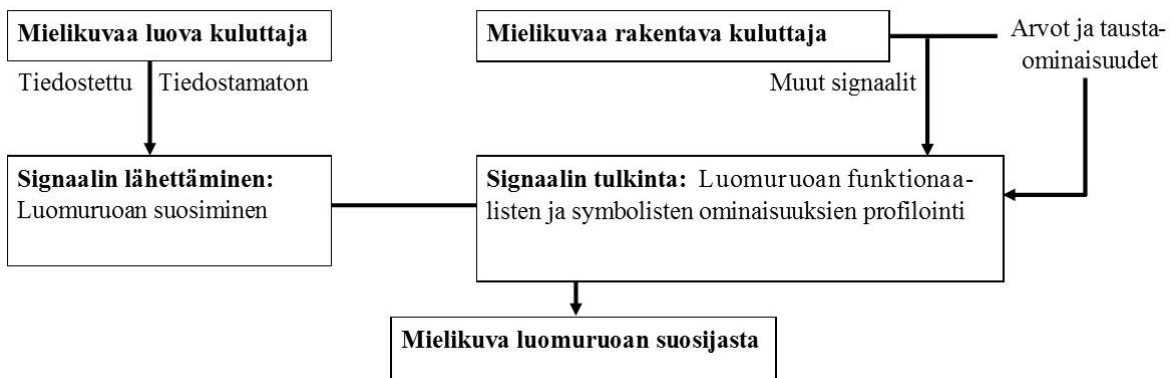 Mielikuvaa luova kuluttaja
Mielikuvaa rakentava kuluttaja
Arvot ja tausta-
ominaisuudet
Tiedostettu
Tiedostamaton
Muut signaalit
Signaalin lähettäminen:
Luomuruoan suosiminen
Signaalin tulkinta: Luomuruoan funktionaa-
listen ja symbolisten ominaisuuksien profilointi
Mielikuva luomuruoan suosijasta